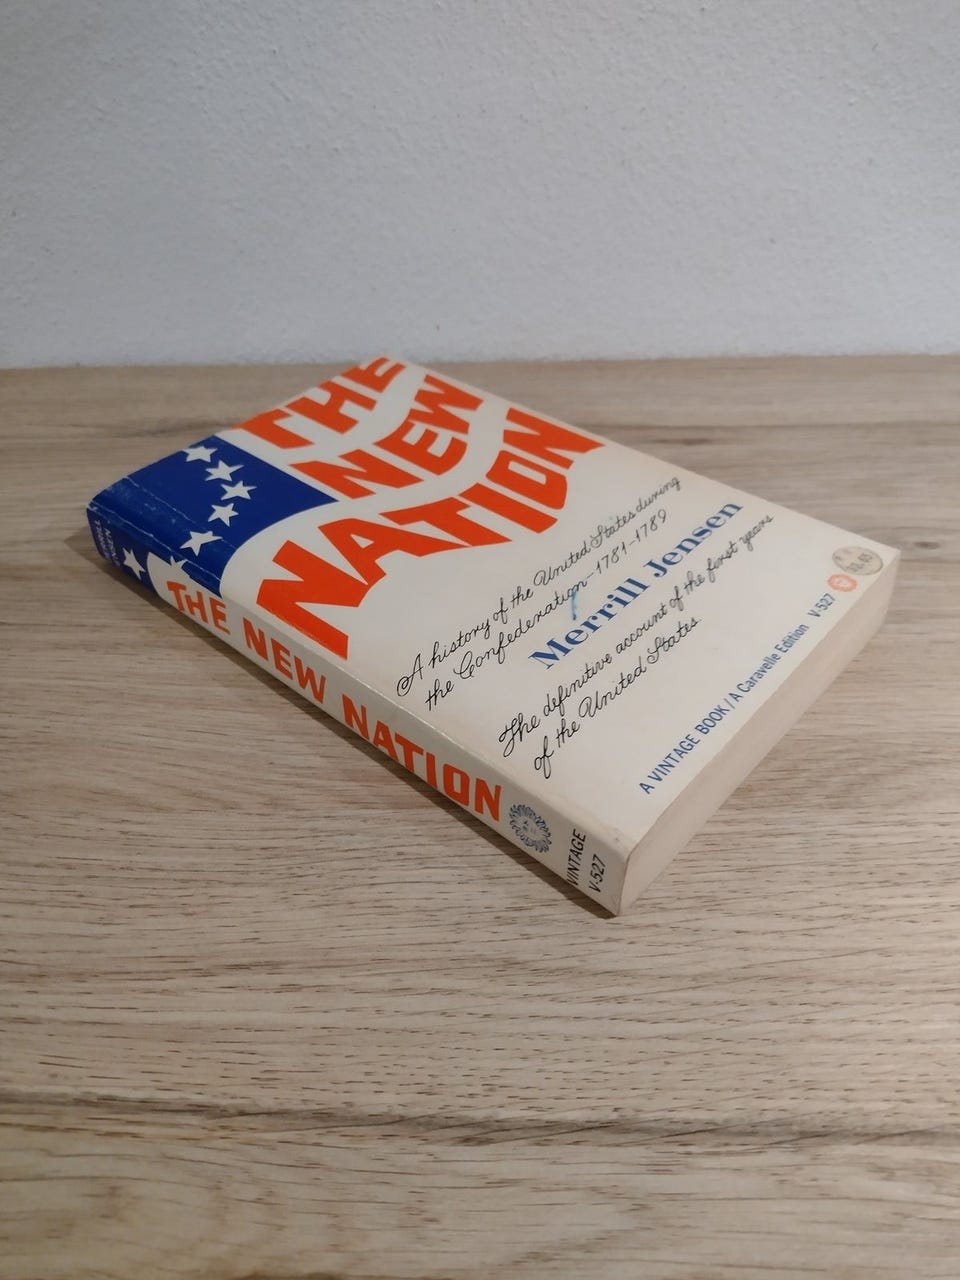 THE
NEW
NATION
A history of the United States during
the Confederation–1781–1789
Merrill Jensen
The definitive account of the first years
of the United States.
A VINTAGE BOOK / A Caravelle Edition V-527
THE NEW NATION
VINTAGE
V-527